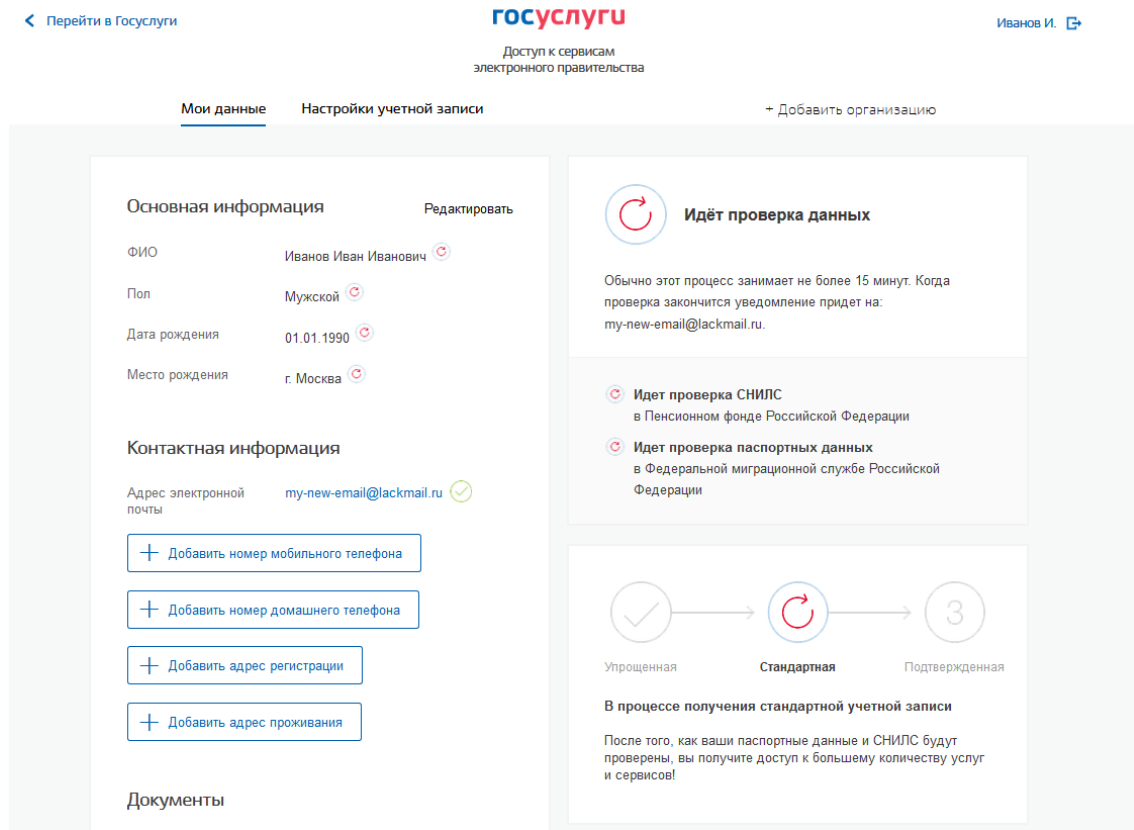 Перейти в Госуслуги
госуслуги
Иванов И.
Доступ к сервисам
электронного правительства
Мои данные
Настройки учетной записи
+ Добавить организацию
Основная информация
Редактировать
ФИО
Иванов Иван Иванович
Пол
Мужской
Дата рождения
01.01.1990
Место рождения
г. Москва
Контактная информация
Адрес электронной
почты
my-new-email@lackmail.ru
Добавить номер мобильного телефона
Добавить номер домашнего телефона
Добавить адрес регистрации
Добавить адрес проживания
Документы
Идёт проверка данных
Обычно этот процесс занимает не более 15 минут. Когда
проверка закончится уведомление придет на:
my-new-email@lackmail.ru.
Идет проверка СНИЛС
в Пенсионном фонде Российской Федерации
Идет проверка паспортных данных
в Федеральной миграционной службе Российской
Федерации
3
Упрощенная
Стандартная
Подтвержденная
В процессе получения стандартной учетной записи
После того, как ваши паспортные данные и СНИЛС будут
проверены, вы получите доступ к большему количеству услуг
и сервисов!